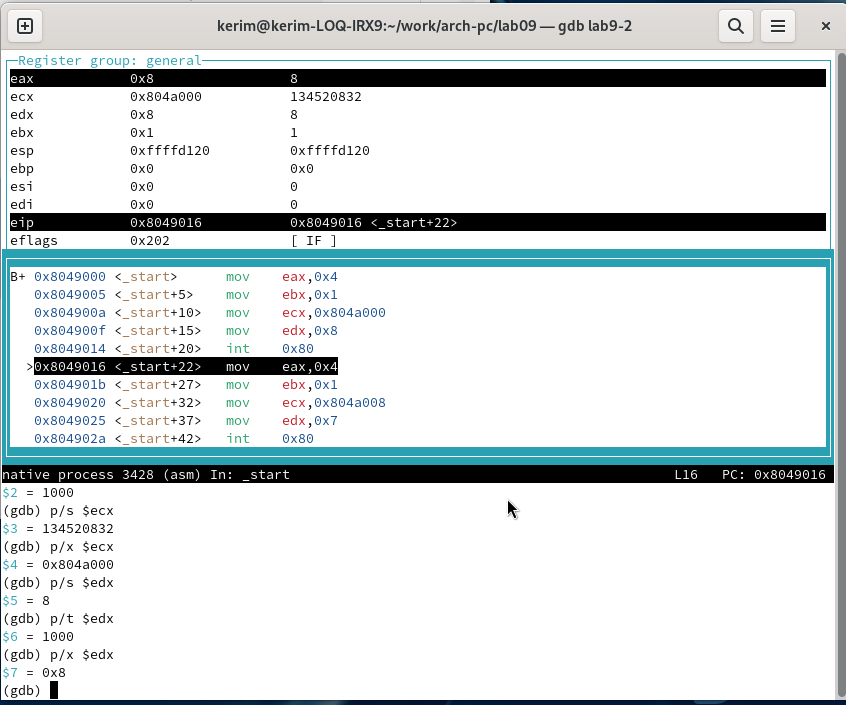 kerim@kerim-LOQ-IRX9:~/work/arch-pc/lab09 — gdb lab9-2
Register group: general
eax 0x8 8
ecx 0x804a000 134520832
edx 0x8 8
ebx 0x1 1
esp 0xffffd120 0xffffd120
ebp 0x0 0x0
esi 0x0 0
edi 0x0 0
eip 0x8049016 0x8049016 <_start+22>
eflags 0x202 [ IF ]
B+ 0x8049000 <_start> mov eax,0x4
0x8049005 <_start+5> mov ebx,0x1
0x804900a <_start+10> mov ecx,0x804a000
0x804900f <_start+15> mov edx,0x8
0x8049014 <_start+20> int 0x80
>0x8049016 <_start+22> mov eax,0x4
0x804901b <_start+27> mov ebx,0x1
0x8049020 <_start+32> mov ecx,0x804a008
0x8049025 <_start+37> mov edx,0x7
0x804902a <_start+42> int 0x80
native process 3428 (asm) In: _start L16 PC: 0x8049016
$2 = 1000
(gdb) p/s $ecx
$3 = 134520832
(gdb) p/x $ecx
$4 = 0x804a000
(gdb) p/s $edx
$5 = 8
(gdb) p/t $edx
$6 = 1000
(gdb) p/x $edx
$7 = 0x8
(gdb)